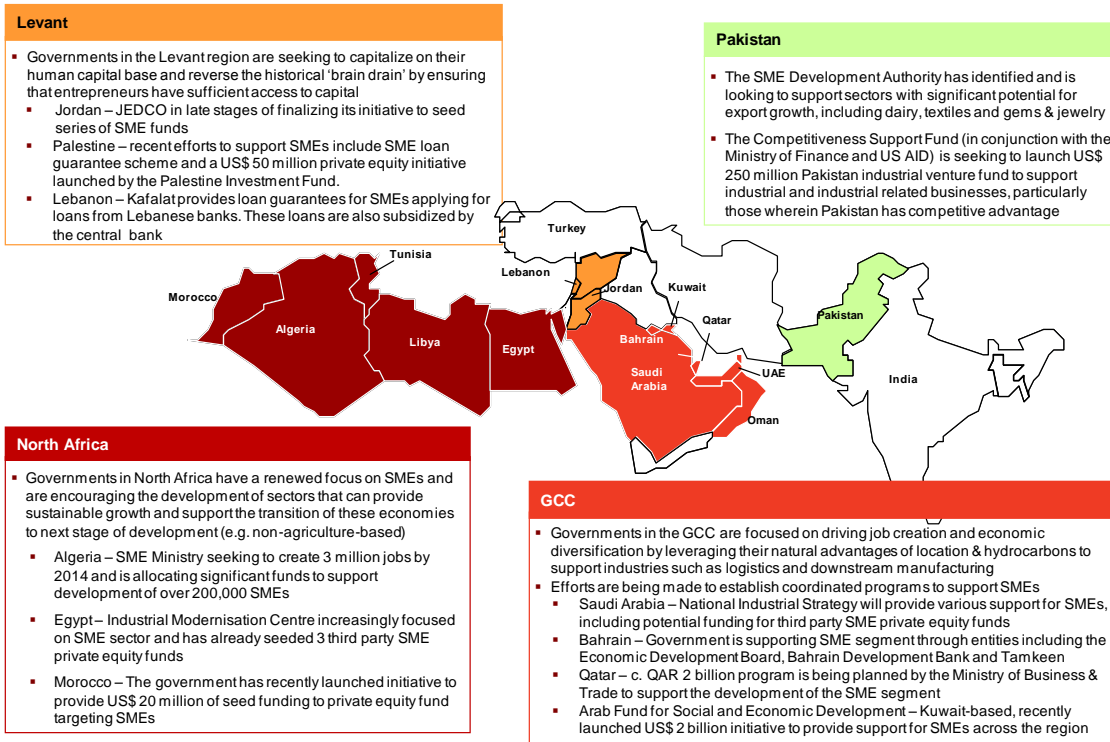 Levant
▪ Governments in the Levant region are seeking to capitalize on their
human capital base and reverse the historical 'brain drain' by ensuring
that entrepreneurs have sufficient access to capital
▪ Jordan – JEDCO in late stages of finalizing its initiative to seed
series of SME funds
▪ Palestine – recent efforts to support SMEs include SME loan
guarantee scheme and a US$ 50 million private equity initiative
launched by the Palestine Investment Fund.
▪ Lebanon – Kafalat provides loan guarantees for SMEs applying for
loans from Lebanese banks. These loans are also subsidized by
the central bank
Pakistan
▪ The SME Development Authority has identified and is
looking to support sectors with significant potential for
export growth, including dairy, textiles and gems & jewelry
▪ The Competitiveness Support Fund (in conjunction with the
Ministry of Finance and US AID) is seeking to launch US$
250 million Pakistan industrial venture fund to support
industrial and industrial related businesses, particularly
those wherein Pakistan has competitive advantage
Turkey
Tunisia
Lebanon
Jordan
Kuwait
Morocco
Algeria
Libya
Egypt
Bahrain
Qatar
Saudi
Arabia
UAE
Oman
Pakistan
India
North Africa
▪ Governments in North Africa have a renewed focus on SMEs and
are encouraging the development of sectors that can provide
sustainable growth and support the transition of these economies
to next stage of development (e.g. non-agriculture-based)
▪ Algeria – SME Ministry seeking to create 3 million jobs by
2014 and is allocating significant funds to support
development of over 200,000 SMEs
▪ Egypt – Industrial Modernisation Centre increasingly focused
on SME sector and has already seeded 3 third party SME
private equity funds
▪ Morocco – The government has recently launched initiative to
provide US$ 20 million of seed funding to private equity fund
targeting SMEs
GCC
▪ Governments in the GCC are focused on driving job creation and economic
diversification by leveraging their natural advantages of location & hydrocarbons to
support industries such as logistics and downstream manufacturing
▪ Efforts are being made to establish coordinated programs to support SMEs
▪ Saudi Arabia – National Industrial Strategy will provide various support for SMEs,
including potential funding for third party SME private equity funds
▪ Bahrain – Government is supporting SME segment through entities including the
Economic Development Board, Bahrain Development Bank and Tamkeen
▪ Qatar – c. QAR 2 billion program is being planned by the Ministry of Business &
Trade to support the development of the SME segment
▪ Arab Fund for Social and Economic Development – Kuwait-based, recently
launched US$ 2 billion initiative to provide support for SMEs across the region